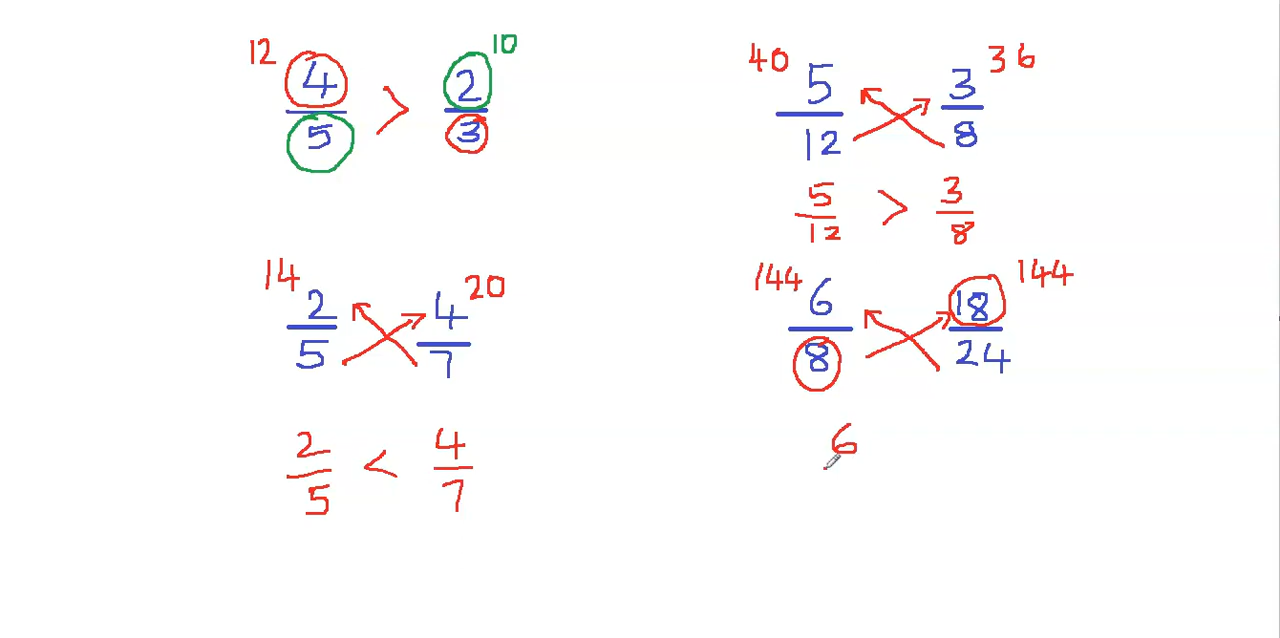 12 4/5 > 2/3 10
40 5/12 3/8 36
5/12 > 3/8
14 2/5 4/7 20
144 6/8 18/24 144
2/5 < 4/7
6